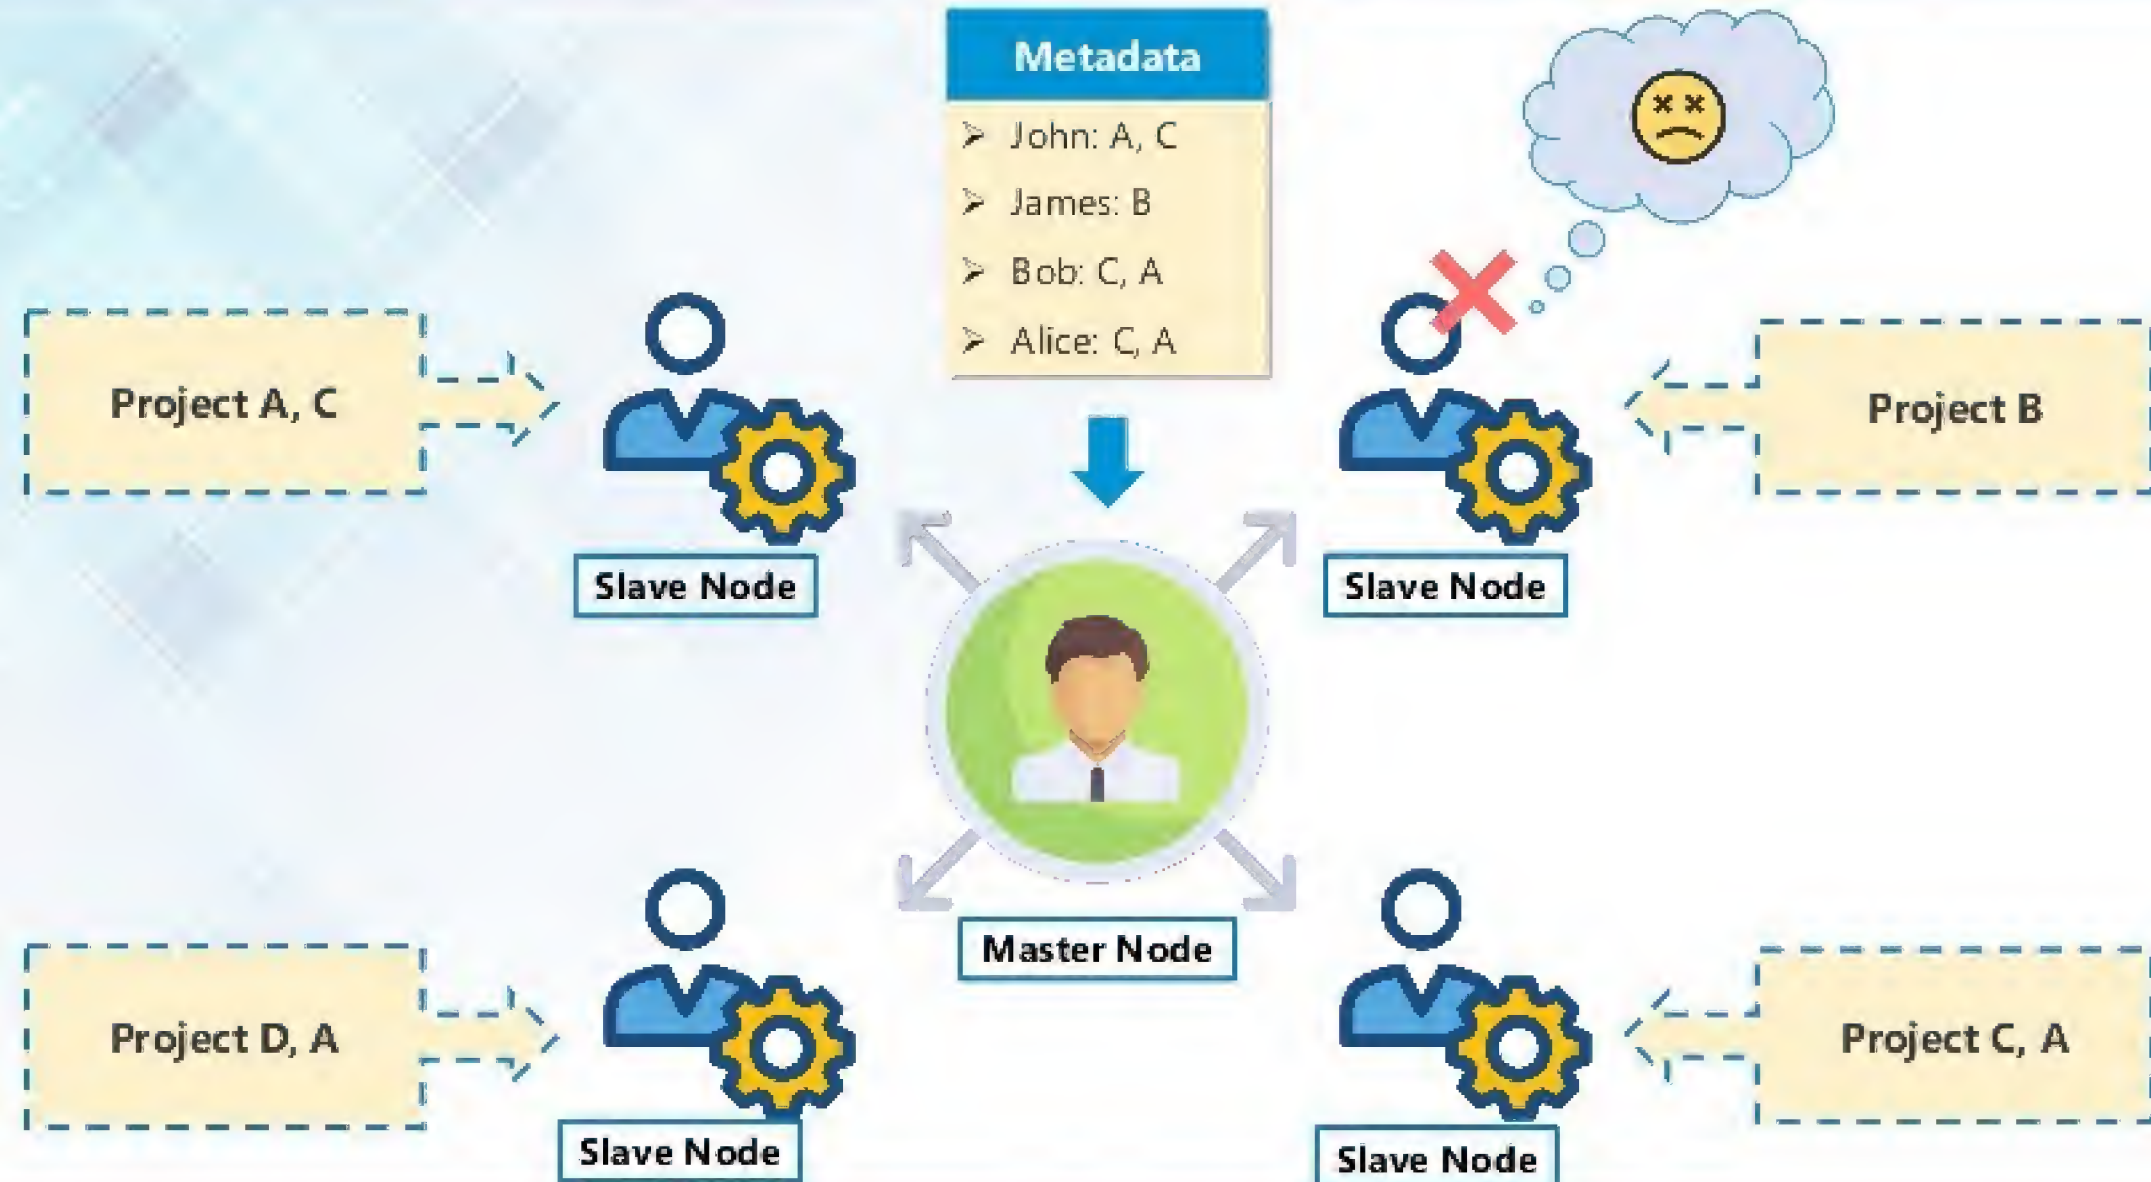 Metadata
➢ John: A, C
➢ James: B
➢ Bob: C, A
➢ Alice: C, A
Project A, C
Project B
Slave Node
Slave Node
Master Node
Project D, A
Project C, A
Slave Node
Slave Node